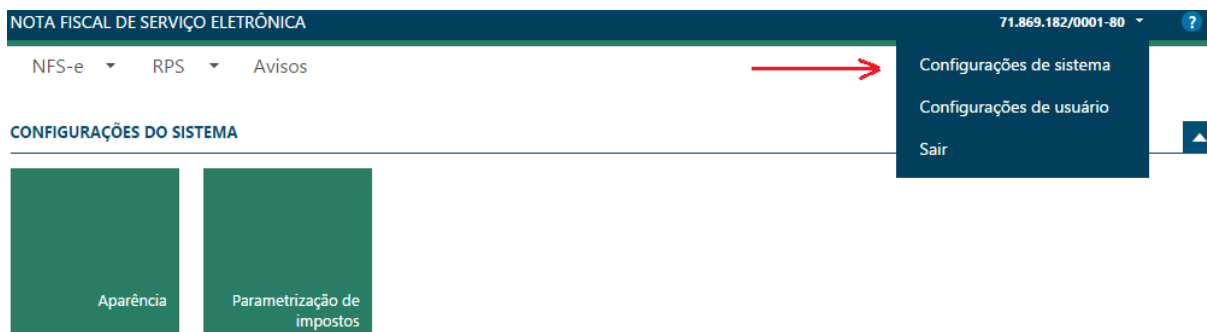 NOTA FISCAL DE SERVIÇO ELETRÔNICA
71.869.182/0001-80
?
NFS-e
RPS
Avisos
Configurações de sistema
Configurações de usuário
Sair
CONFIGURAÇÕES DO SISTEMA
Aparência
Parametrização de
impostos